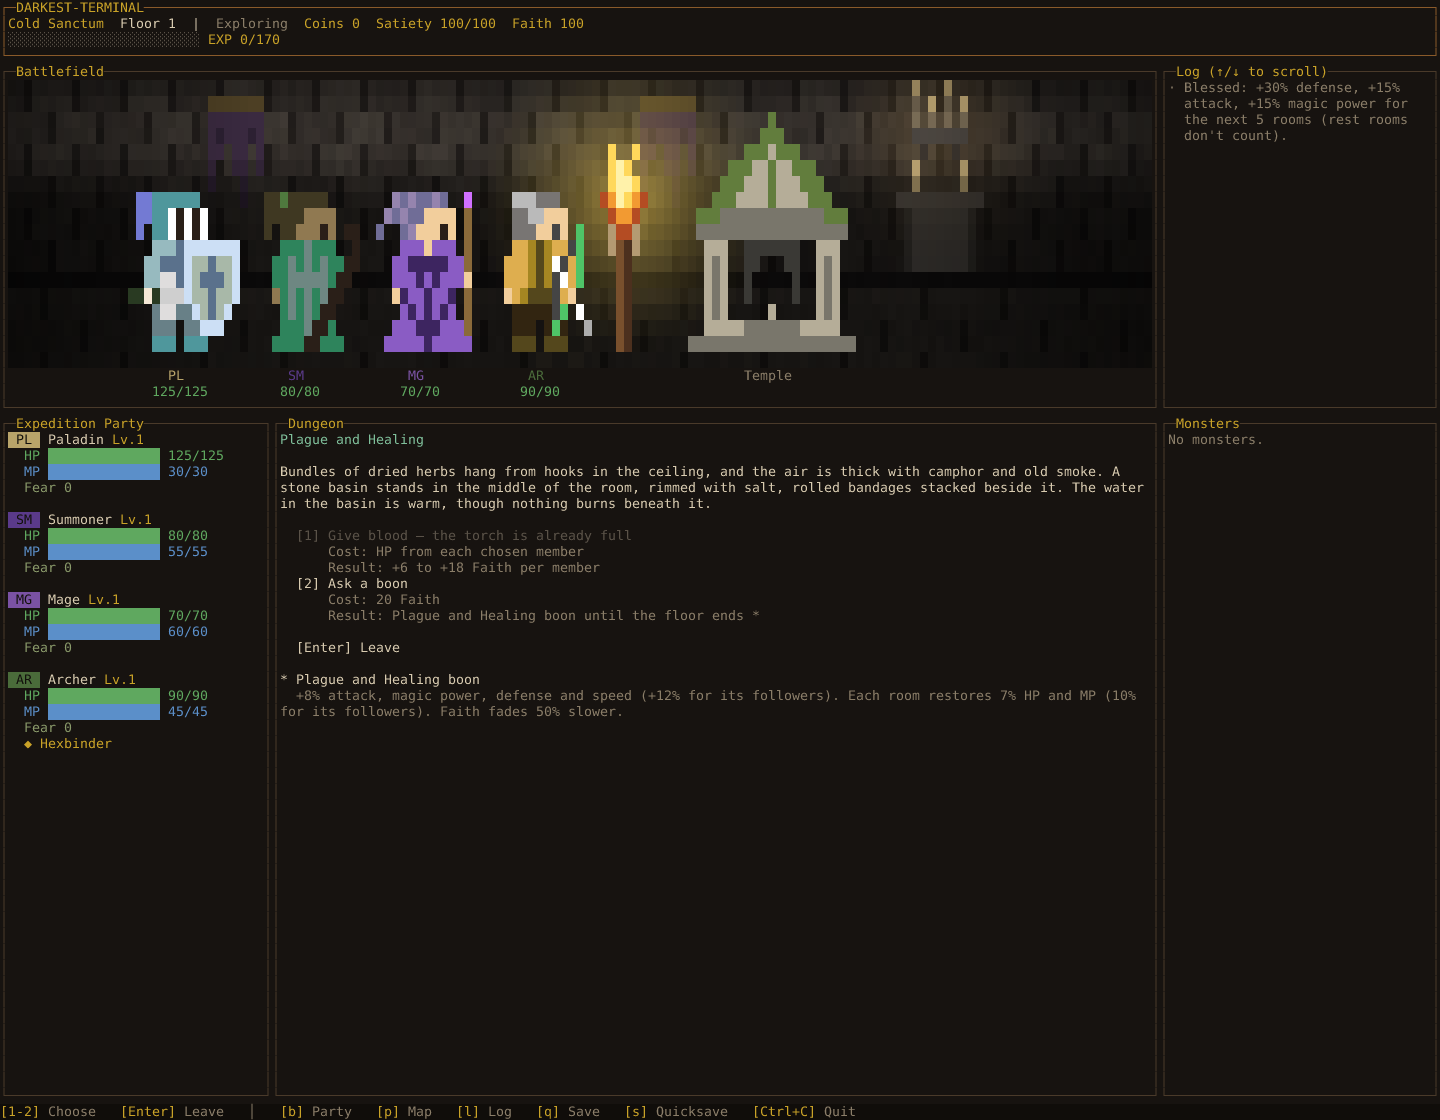 DARKEST-TERMINAL
Cold Sanctum  Floor 1  |  Exploring  Coins 0  Satiety 100/100  Faith 100
EXP 0/170
Battlefield
PL  SM  MG  AR  Temple
125/125  80/80  70/70  90/90
Log (↑/↓ to scroll)
· Blessed: +30% defense, +15%
attack, +15% magic power for
the next 5 rooms (rest rooms
don't count).
Expedition Party
PL  Paladin Lv.1
HP  125/125
MP  30/30
Fear 0
SM  Summoner Lv.1
HP  80/80
MP  55/55
Fear 0
MG  Mage Lv.1
HP  70/70
MP  60/60
Fear 0
AR  Archer Lv.1
HP  90/90
MP  45/45
Fear 0
◆ Hexbinder
Dungeon
Plague and Healing
Bundles of dried herbs hang from hooks in the ceiling, and the air is thick with camphor and old smoke. A
stone basin stands in the middle of the room, rimmed with salt, rolled bandages stacked beside it. The water
in the basin is warm, though nothing burns beneath it.
[1] Give blood — the torch is already full
Cost: HP from each chosen member
Result: +6 to +18 Faith per member
[2] Ask a boon
Cost: 20 Faith
Result: Plague and Healing boon until the floor ends *
[Enter] Leave
* Plague and Healing boon
+8% attack, magic power, defense and speed (+12% for its followers). Each room restores 7% HP and MP (10%
for its followers). Faith fades 50% slower.
Monsters
No monsters.
[1-2] Choose  [Enter] Leave  |  [b] Party  [p] Map  [l] Log  [q] Save  [s] Quicksave  [Ctrl+C] Quit